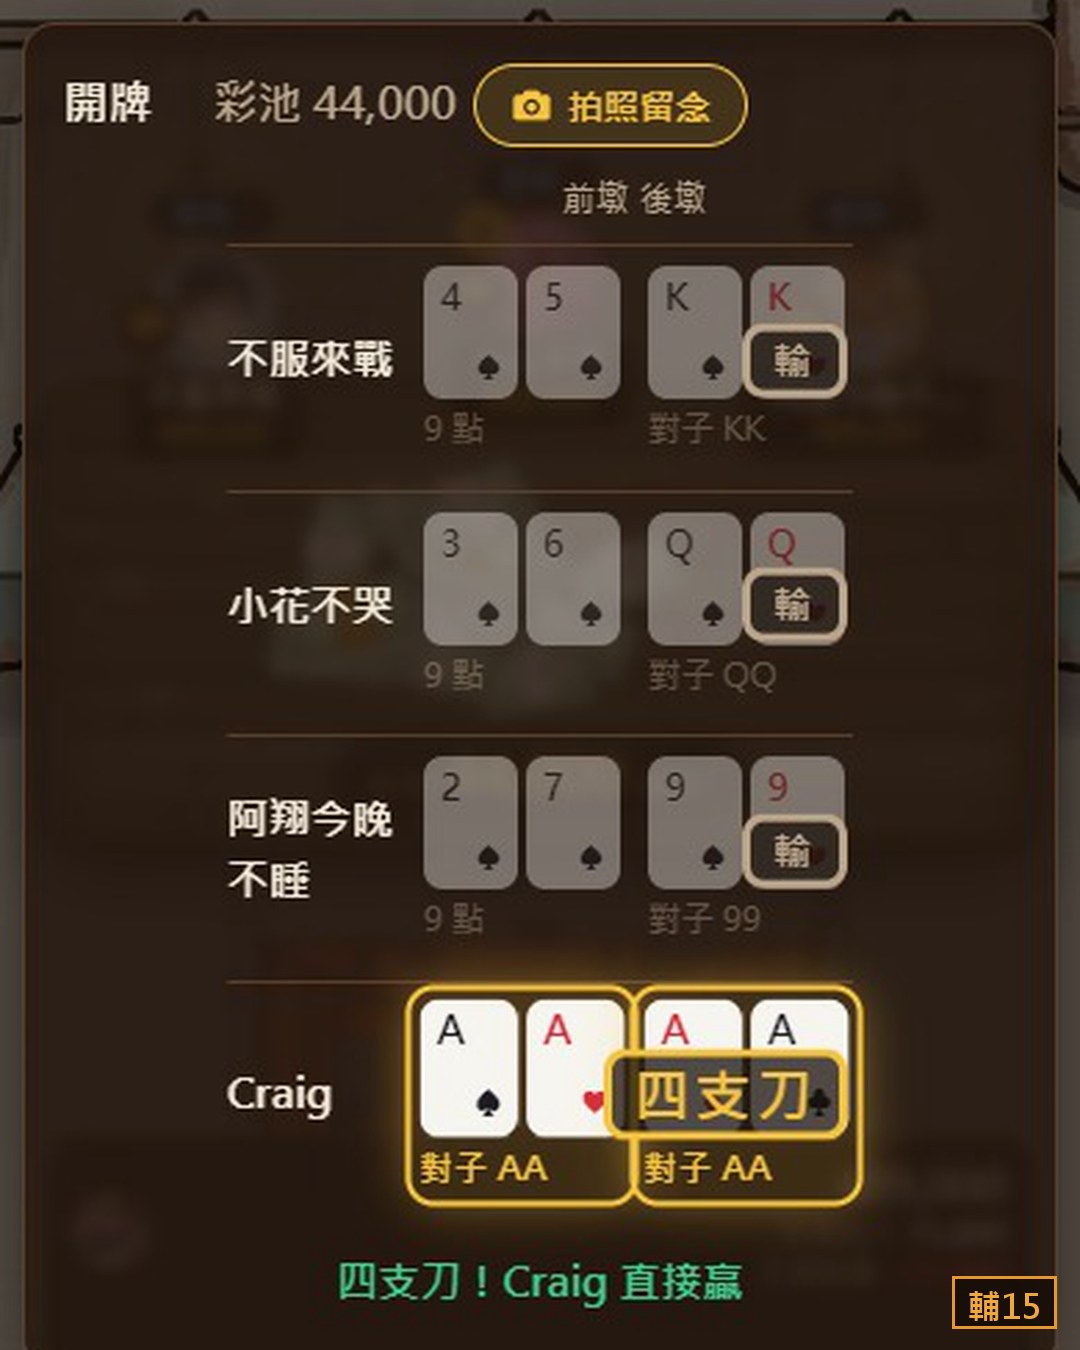 開牌 彩池 44,000 拍照留念
前墩 後墩
不服來戰 4 5 K K 輸
9 點 對子 KK
小花不哭 3 6 Q Q 輸
9 點 對子 QQ
阿翔今晚
不睡 2 7 9 9 輸
9 點 對子 99
Craig A A A A 四支刀
對子 AA 對子 AA
四支刀！Craig 直接贏
輔15